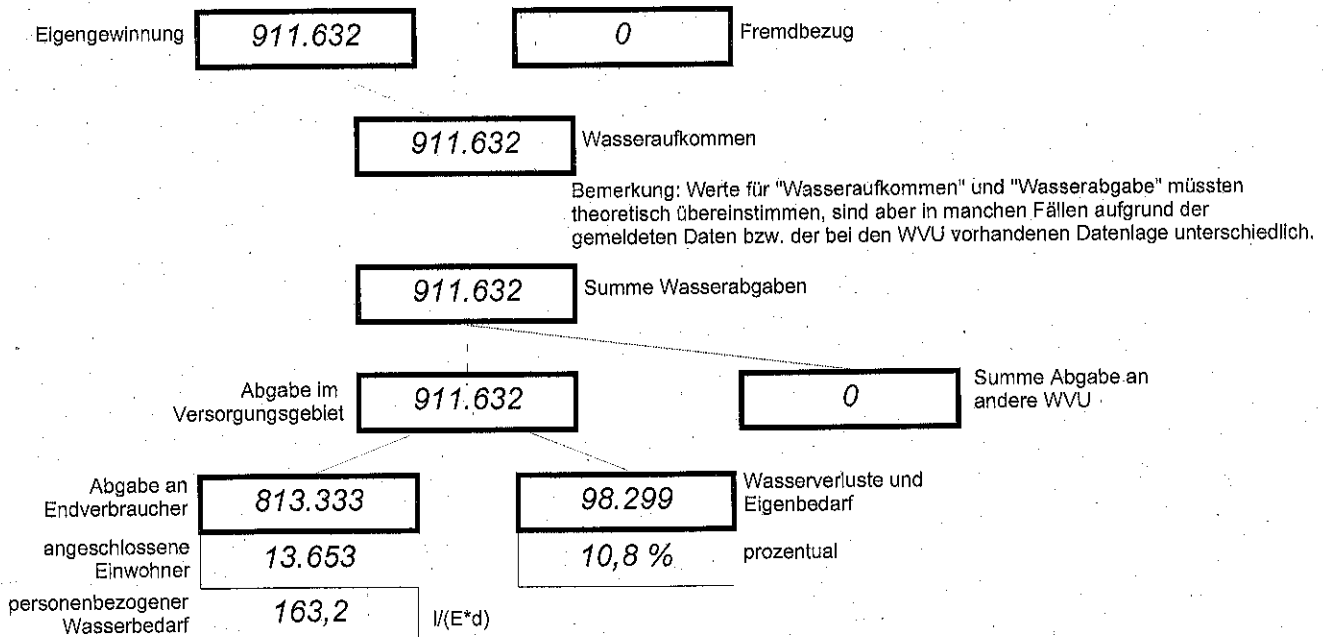 Eigengewinnung 911.632 0 Fremdbezug
911.632 Wasseraufkommen
Bemerkung: Werte für "Wasseraufkommen" und "Wasserabgabe" müssten
theoretisch übereinstimmen, sind aber in manchen Fällen aufgrund der
gemeldeten Daten bzw. der bei den WVU vorhandenen Datenlage unterschiedlich.
911.632 Summe Wasserabgaben
Abgabe im
Versorgungsgebiet
911.632
0
Summe Abgabe an
andere WVU
Abgabe an
Endverbraucher
813.333
98.299
Wasserverluste und
Eigenbedarf
angeschlossene
Einwohner
13.653
10,8 % prozentual
personenbezogener
Wasserbedarf
163,2 l/(E*d)